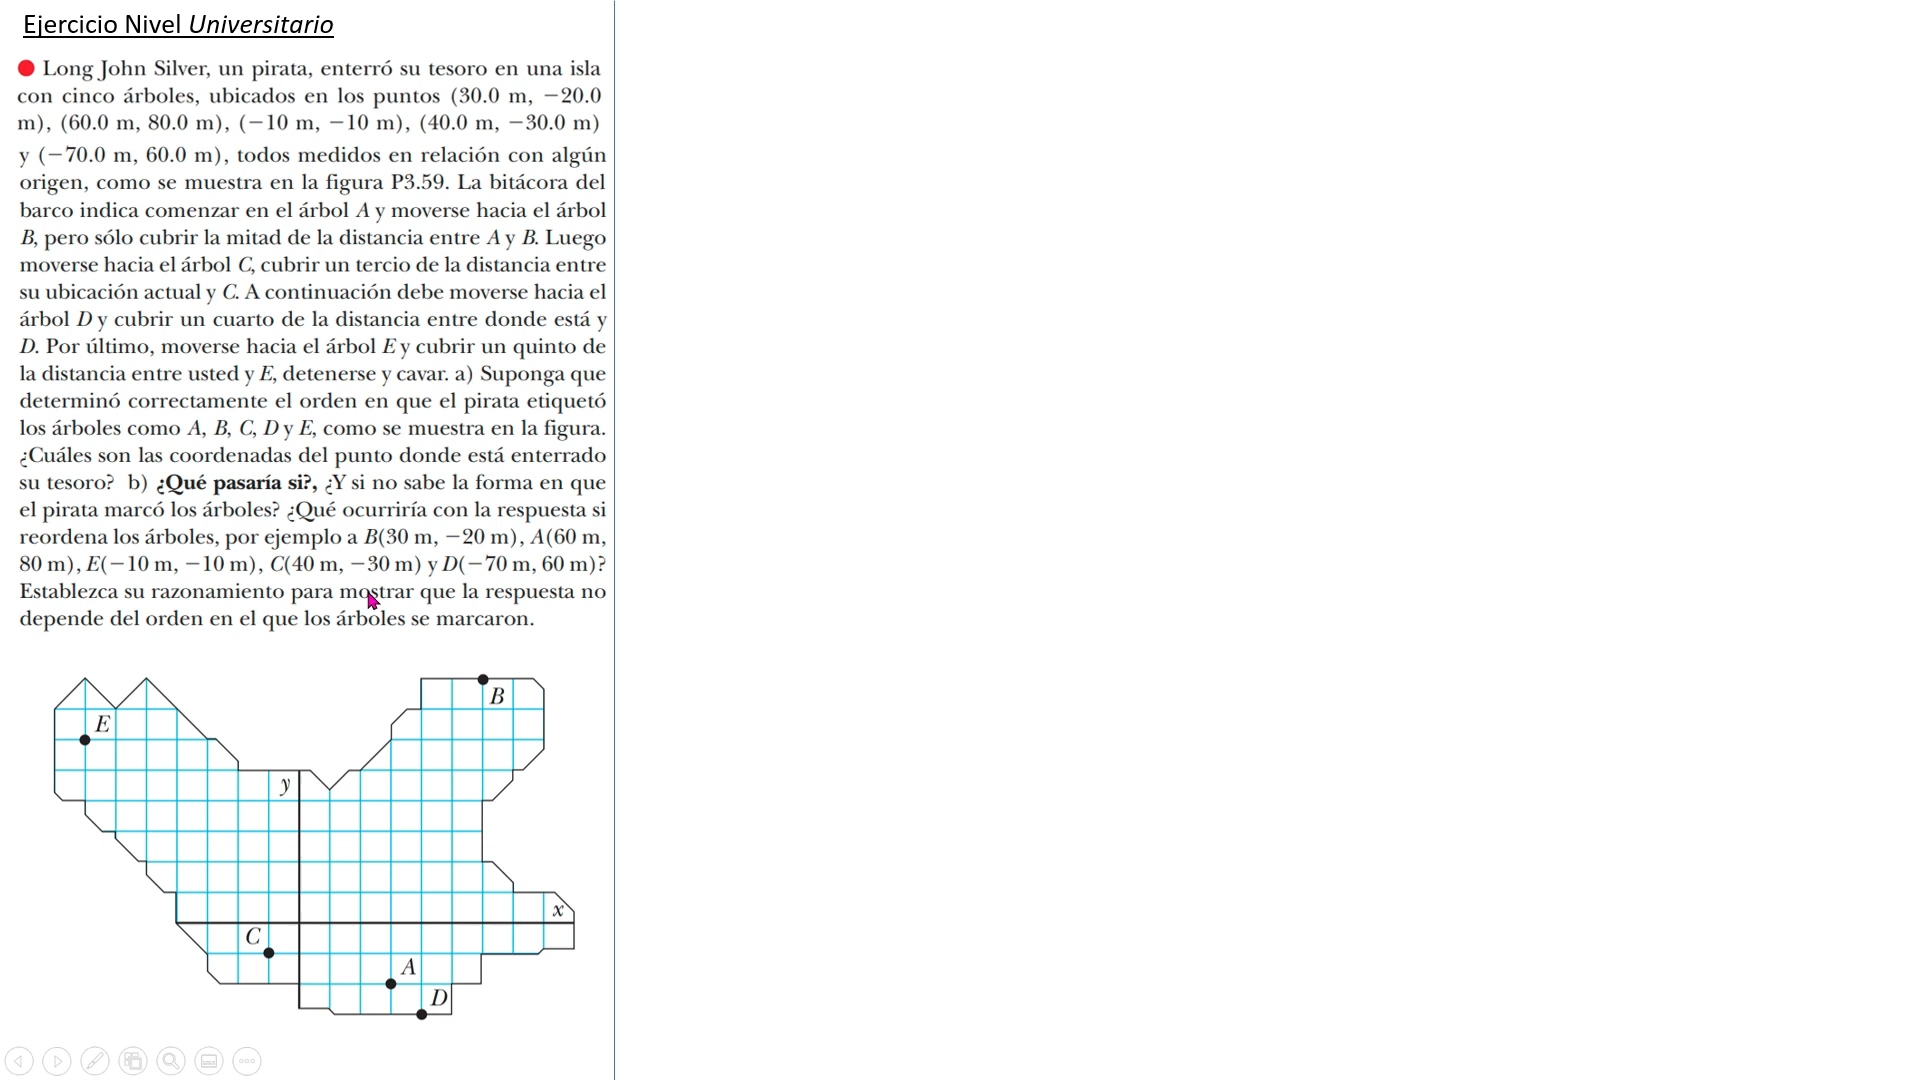 Ejercicio Nivel Universitario
Long John Silver, un pirata, enterró su tesoro en una isla
con cinco árboles, ubicados en los puntos (30.0 m, −20.0
m), (60.0 m, 80.0 m), (−10 m, −10 m), (40.0 m, −30.0 m)
y (−70.0 m, 60.0 m), todos medidos en relación con algún
origen, como se muestra en la figura P3.59. La bitácora del
barco indica comenzar en el árbol A y moverse hacia el árbol
B, pero sólo cubrir la mitad de la distancia entre A y B. Luego
moverse hacia el árbol C, cubrir un tercio de la distancia entre
su ubicación actual y C. A continuación debe moverse hacia el
árbol D y cubrir un cuarto de la distancia entre donde está y
D. Por último, moverse hacia el árbol E y cubrir un quinto de
la distancia entre usted y E, detenerse y cavar. a) Suponga que
determinó correctamente el orden en que el pirata etiquetó
los árboles como A, B, C, D y E, como se muestra en la figura.
¿Cuáles son las coordenadas del punto donde está enterrado
su tesoro? b) ¿Qué pasaría si?, ¿Y si no sabe la forma en que
el pirata marcó los árboles? ¿Qué ocurriría con la respuesta si
reordena los árboles, por ejemplo a B(30 m, −20 m), A(60 m,
80 m), E(−10 m, −10 m), C(40 m, −30 m) y D(−70 m, 60 m)?
Establezca su razonamiento para mostrar que la respuesta no
depende del orden en el que los árboles se marcaron.
B
E
y
x
C
A
D